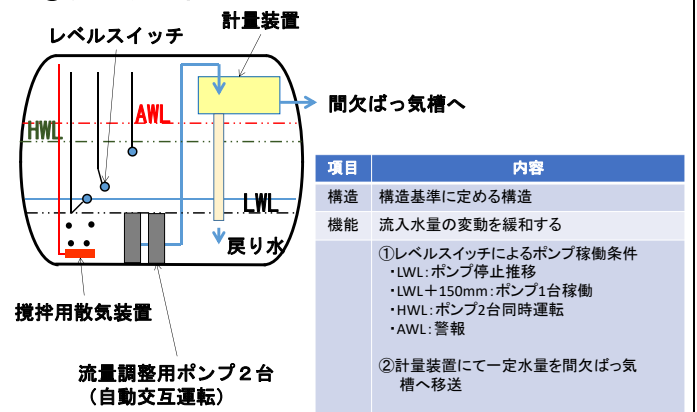 計量装置
レベルスイッチ
間欠ばっ気槽へ
AWL
HWL
LWL
戻り水
撹拌用散気装置
流量調整用ポンプ２台
（自動交互運転）
項目 内容
構造 構造基準に定める構造
機能 流入水量の変動を緩和する
①レベルスイッチによるポンプ稼働条件
・LWL：ポンプ停止推移
・LWL＋150mm：ポンプ1台稼働
・HWL：ポンプ2台同時運転
・AWL：警報
②計量装置にて一定水量を間欠ばっ気
槽へ移送